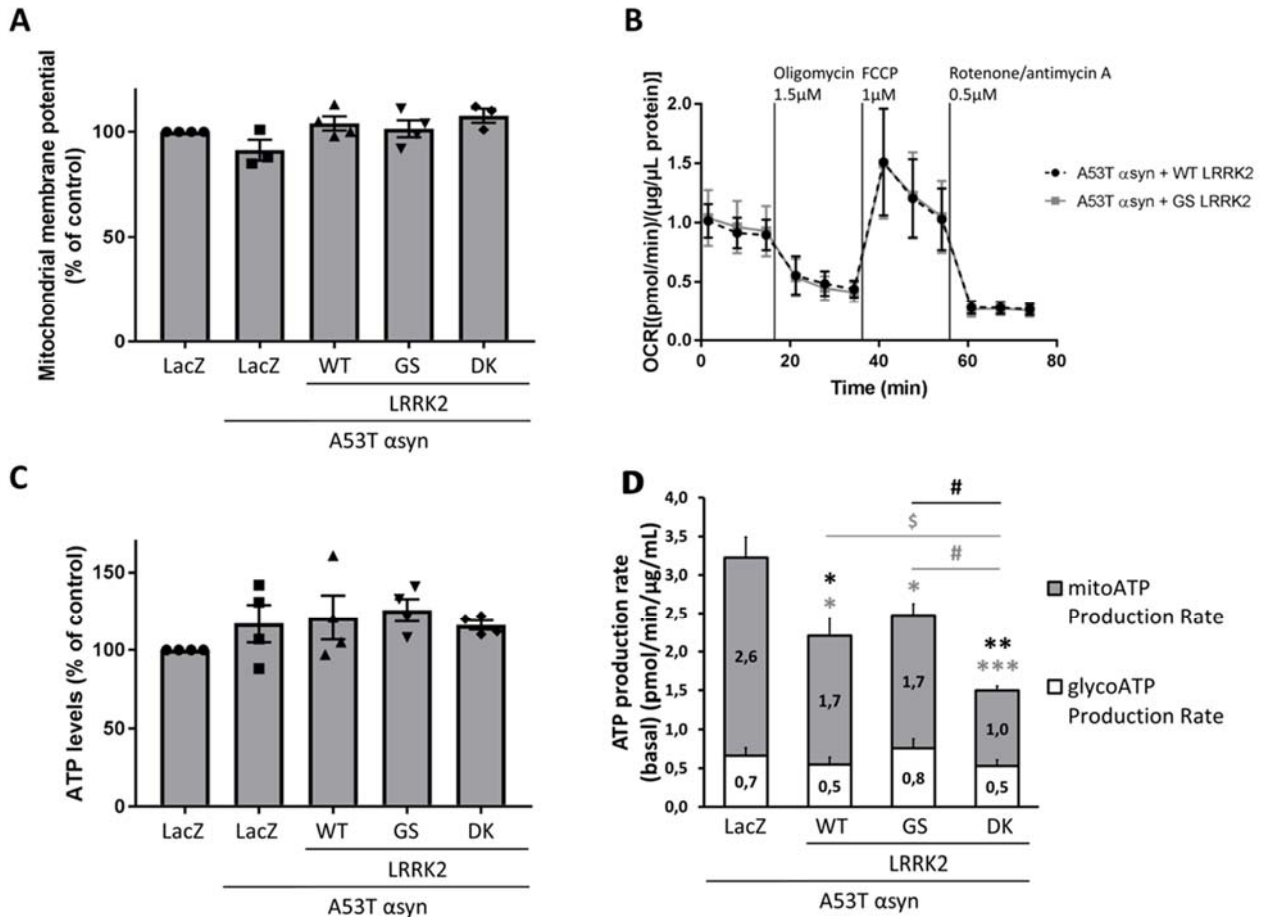 A
Mitochondrial membrane potential
(% of control)
100
50
0
LacZ
LacZ
WT
GS
DK
LRRK2
A53T αsyn
B
Oligomycin
1.5µM
FCCP
1µM
Rotenone/antimycin A
0.5µM
OCR[(pmol/min)/(µg/µL protein)]
2.0
1.5
1.0
0.5
0.0
0
20
40
60
80
Time (min)
A53T αsyn + WT LRRK2
A53T αsyn + GS LRRK2
C
ATP levels (% of control)
150
100
50
0
LacZ
LacZ
WT
GS
DK
LRRK2
A53T αsyn
D
ATP production rate
(basal) (pmol/min/µg/mL)
4,0
3,5
3,0
2,5
2,0
1,5
1,0
0,5
0,0
#
$
#
*
*
*
**
***
2,6
1,7
1,7
1,0
0,7
0,5
0,8
0,5
LacZ
WT
GS
DK
LRRK2
A53T αsyn
mitoATP
Production Rate
glycoATP
Production Rate